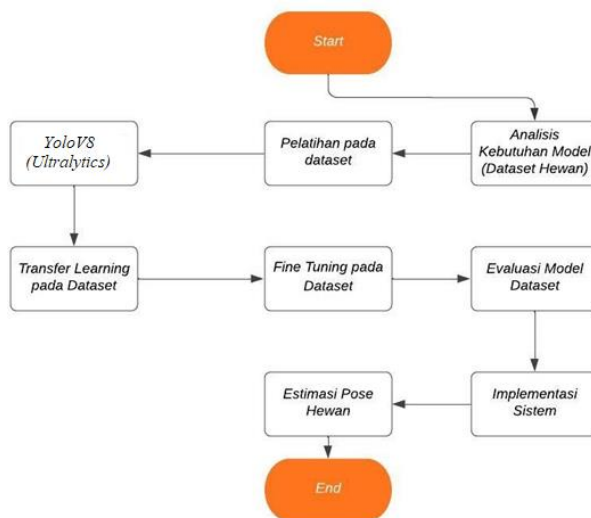 Start
Analisis
Kebutuhan Model
(Dataset Hewan)
Pelatihan pada
dataset
YoloV8
(Ultralytics)
Transfer Learning
pada Dataset
Fine Tuning pada
Dataset
Evaluasi Model
Dataset
Implementasi
Sistem
Estimasi Pose
Hewan
End